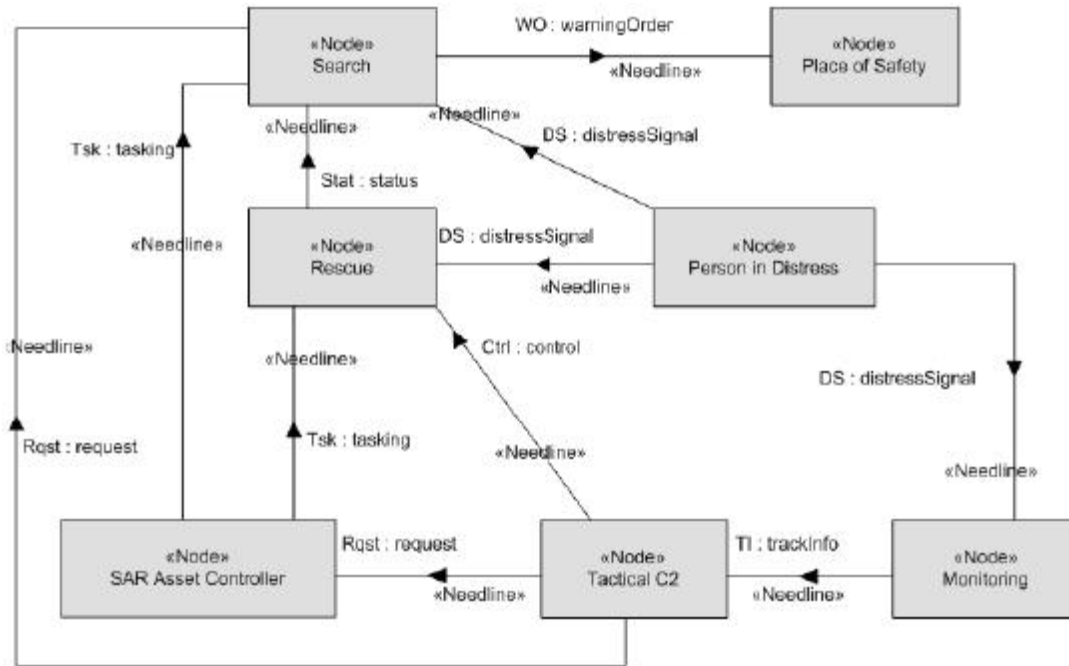 «Node»
Search
WO : warningOrder
«Needline»
«Node»
Place of Safety
«Needline»
«Needline»
DS : distressSignal
Tsk : tasking
Stat : status
«Needline»
«Node»
Rescue
DS : distressSignal
«Needline»
«Node»
Person in Distress
«Needline»
«Needline»
Ctrl : control
DS : distressSignal
Rqst : request
Tsk : tasking
«Needline»
«Needline»
«Node»
SAR Asset Controller
Rqst : request
«Needline»
«Node»
Tactical C2
TI : trackInfo
«Needline»
«Node»
Monitoring